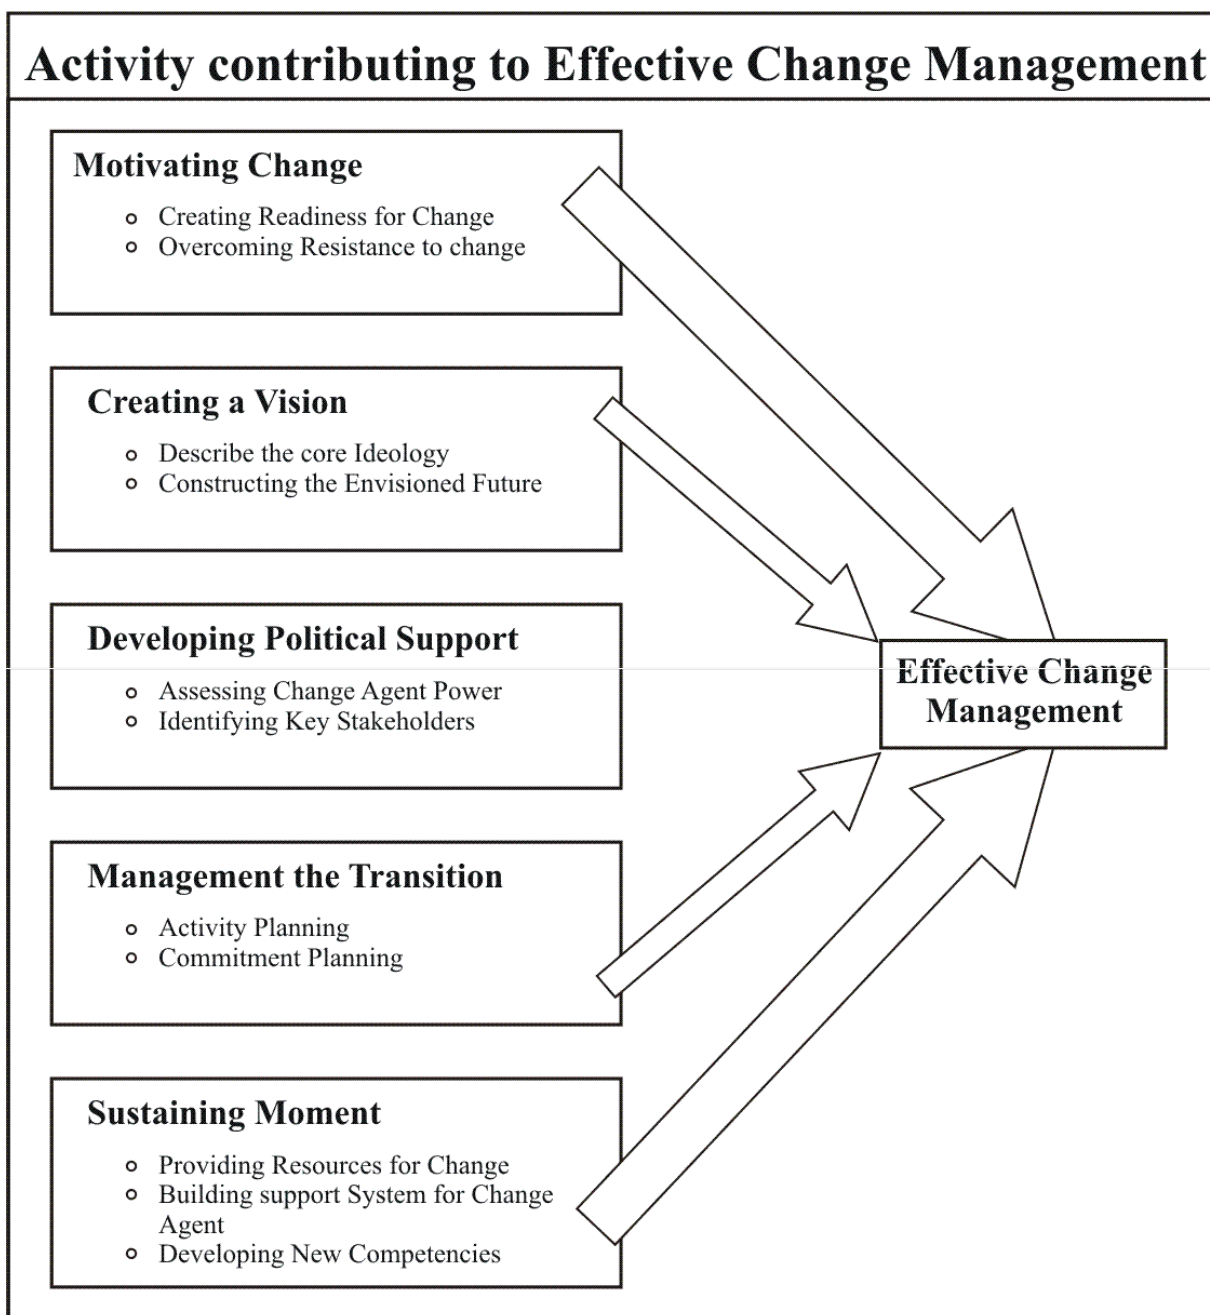 Activity contributing to Effective Change Management
Motivating Change
Creating Readiness for Change
Overcoming Resistance to change
Creating a Vision
Describe the core Ideology
Constructing the Envisioned Future
Developing Political Support
Assessing Change Agent Power
Identifying Key Stakeholders
Management the Transition
Activity Planning
Commitment Planning
Sustaining Moment
Providing Resources for Change
Building support System for Change
Agent
Developing New Competencies
Effective Change
Management